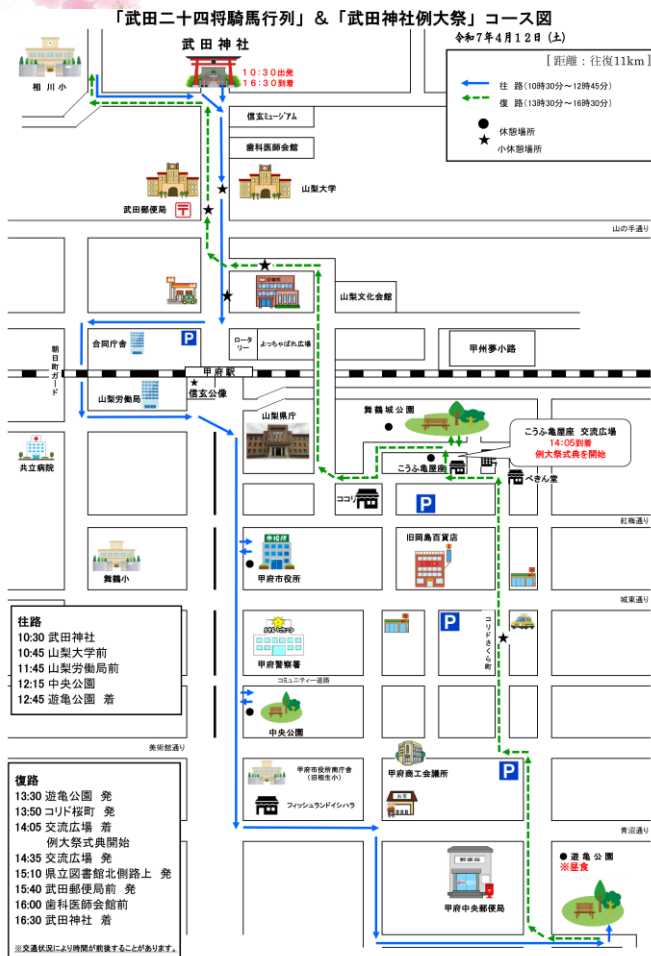 「武田二十四将騎馬行列」&「武田神社例大祭」コース図
令和7年4月12日(土)
[距離:往復11km]
往 路(10時30分~12時45分)
復 路(13時30分~16時30分)
休憩場所
小休憩場所
相 川 小
武 田 神 社
10:30出発
16:30到着
信玄ミュージアム
歯科医師会館
武田郵便局
山梨大学
山の手通り
山梨文化会館
朝日町ガード
合同庁舎
P
ロータリー
よっちゃばれ広場
甲州夢小路
甲 府 駅
信玄公像
山梨労働局
山梨県庁
舞鶴城公園
こうふ亀屋座 交流広場
14:05到着
例大祭式典を開始
こうふ亀屋座
ぺきん堂
共立病院
ココリ
P
紅梅通り
舞鶴小
市役所
甲府市役所
旧岡島百貨店
城東通り
往路
10:30 武田神社
10:45 山梨大学前
11:45 山梨労働局前
12:15 中央公園
12:45 遊亀公園 着
甲府警察署
P
コリドさくら町
コミュニティー道路
中央公園
美術館通り
甲府市役所南庁舎
(旧相生小)
フィッシュランドイシハラ
甲府商工会議所
P
青沼通り
復路
13:30 遊亀公園 発
13:50 コリド桜町 発
14:05 交流広場 着
例大祭式典開始
14:35 交流広場 発
15:10 県立図書館北側路上 発
15:40 武田郵便局前 発
16:00 歯科医師会館前
16:30 武田神社 着
※交通状況により時間が前後することがあります。
郵便局
甲府中央郵便局
遊亀公園
※昼食